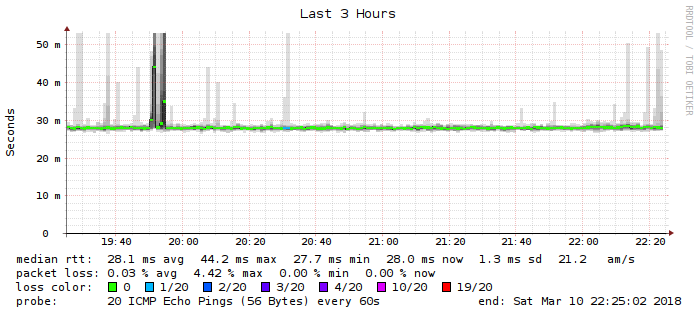 Last 3 Hours
RRDTOOL / TOBI OETIKER
Seconds
50 m
40 m
30 m
20 m
10 m
0
19:40 20:00 20:20 20:40 21:00 21:20 21:40 22:00 22:20
median rtt: 28.1 ms avg 44.2 ms max 27.7 ms min 28.0 ms now 1.3 ms sd 21.2 am/s
packet loss: 0.03 % avg 4.42 % max 0.00 % min 0.00 % now
loss color: 0 1/20 2/20 3/20 4/20 10/20 19/20
probe: 20 ICMP Echo Pings (56 Bytes) every 60s end: Sat Mar 10 22:25:02 2018